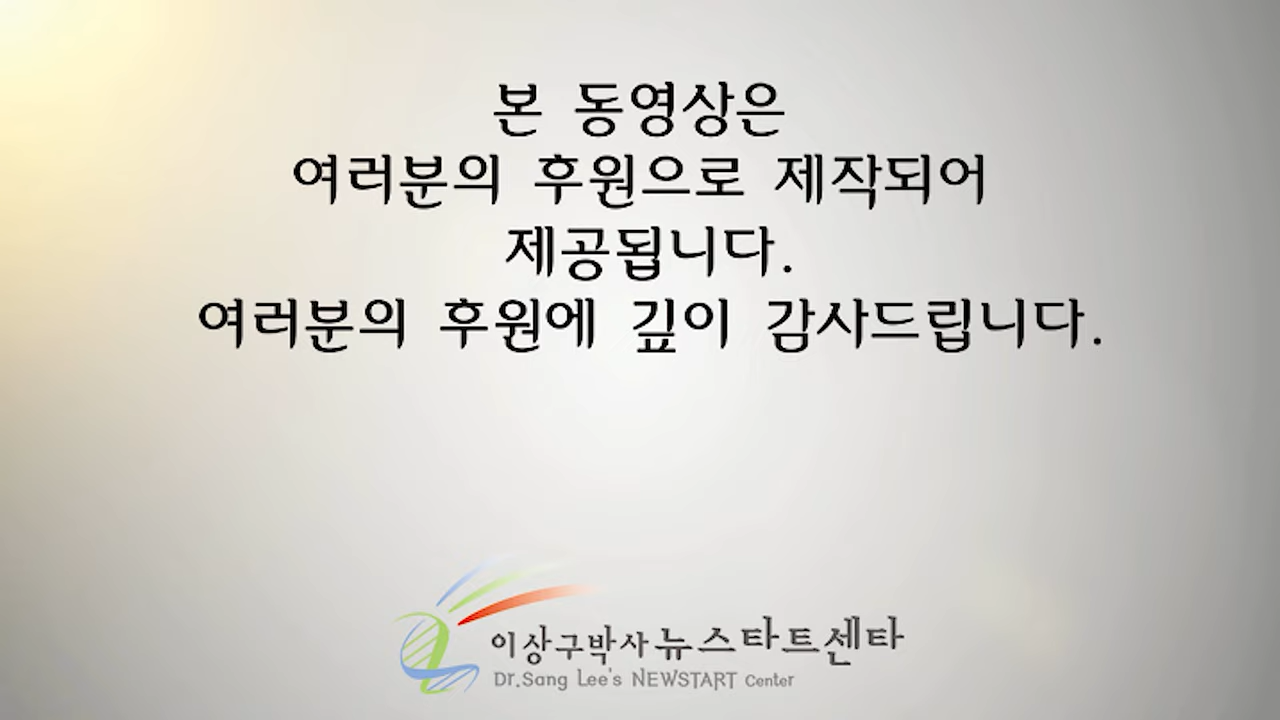 본 동영상은
여러분의 후원으로 제작되어
제공됩니다.
여러분의 후원에 깊이 감사드립니다.
이상구박사 뉴스타트센타
Dr.Sang Lee's NEWSTART Center